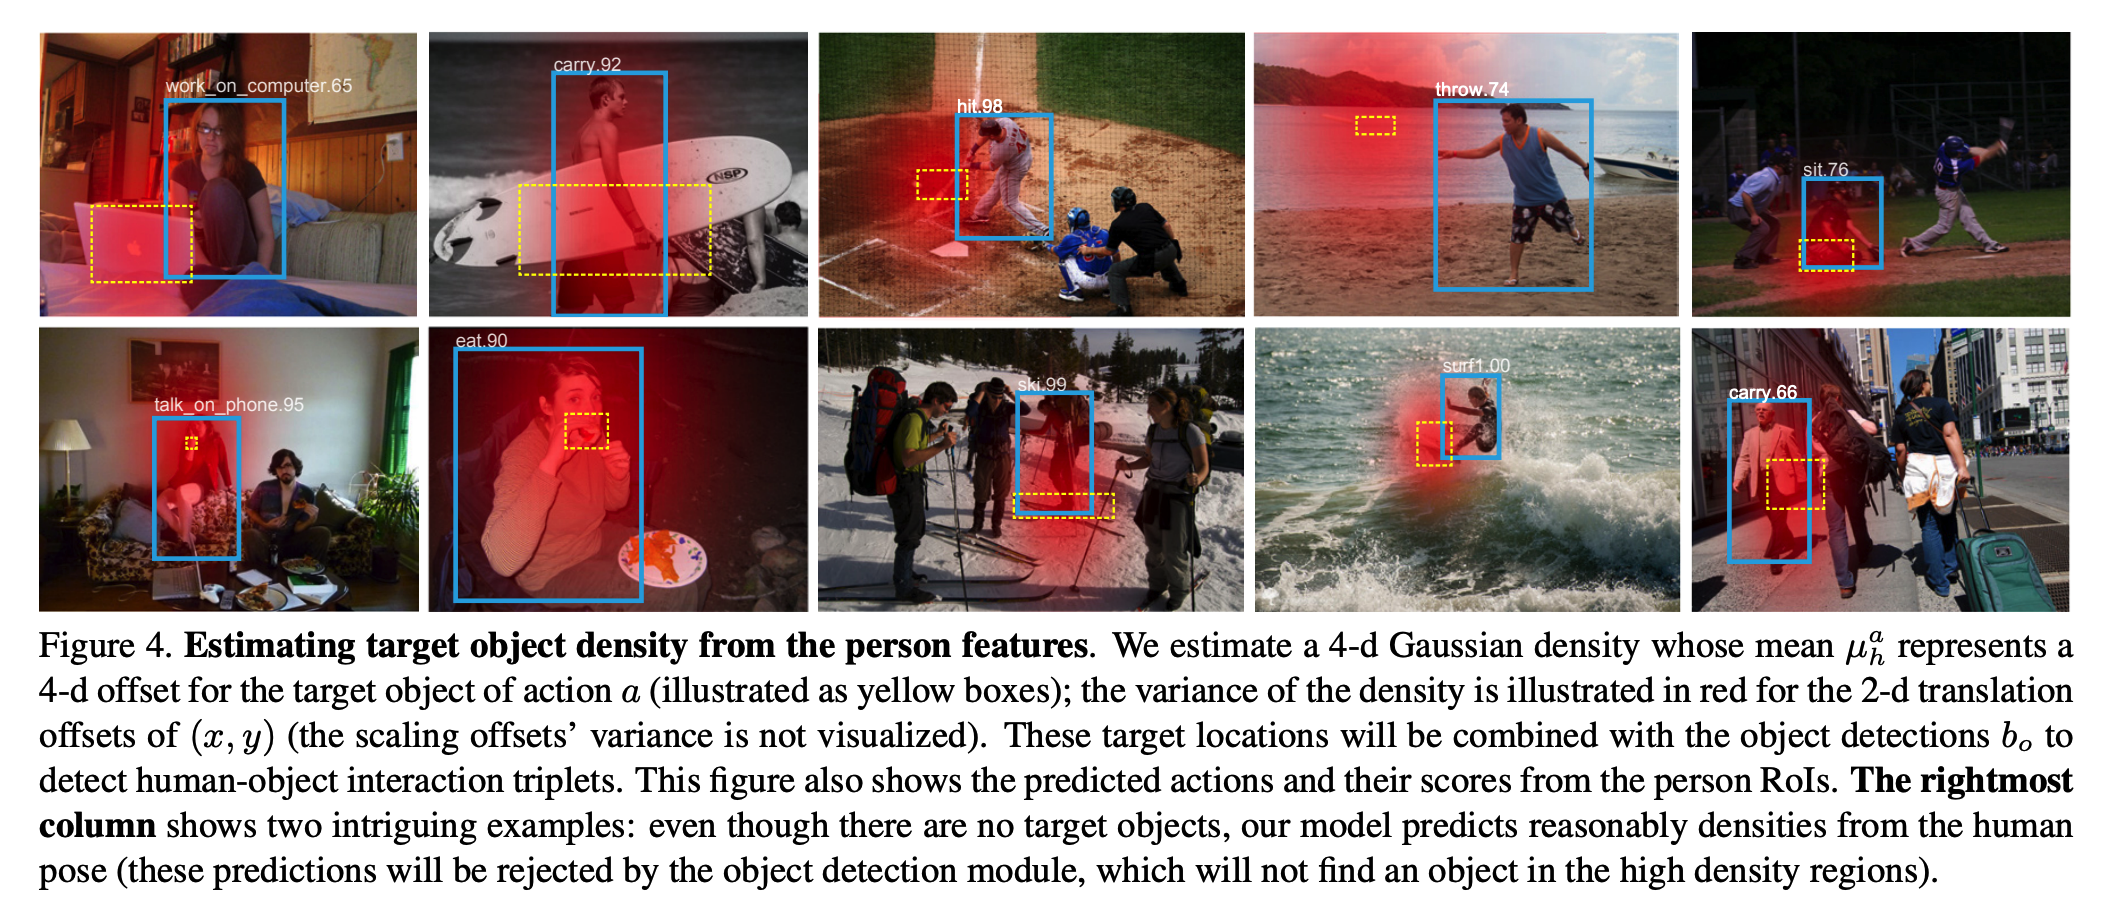 work_on_computer.65
carry.92
NSP
hit.98
throw.74
sit.76
talk_on_phone.95
eat.90
ski.99
surf1.00
carry.66
Figure 4. Estimating target object density from the person features. We estimate a 4-d Gaussian density whose mean μ_h^a represents a
4-d offset for the target object of action a (illustrated as yellow boxes); the variance of the density is illustrated in red for the 2-d translation
offsets of (x, y) (the scaling offsets’ variance is not visualized). These target locations will be combined with the object detections b_o to
detect human-object interaction triplets. This figure also shows the predicted actions and their scores from the person RoIs. The rightmost
column shows two intriguing examples: even though there are no target objects, our model predicts reasonably densities from the human
pose (these predictions will be rejected by the object detection module, which will not find an object in the high density regions).